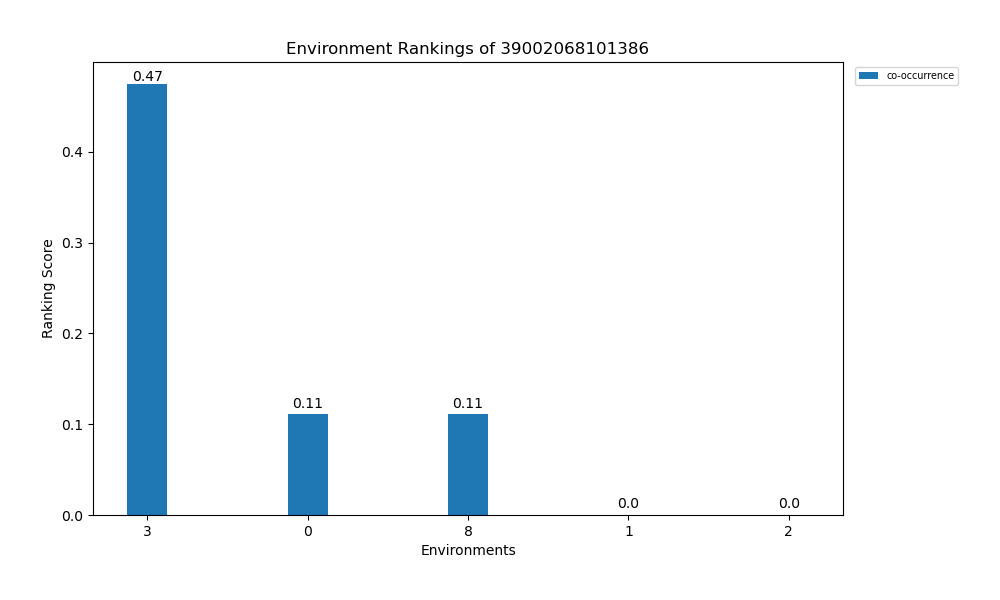 Environment Rankings of 39002068101386
co-occurrence
0.47
0.11
0.11
0.0
0.0
Ranking Score
0.4
0.3
0.2
0.1
0.0
3 0 8 1 2
Environments